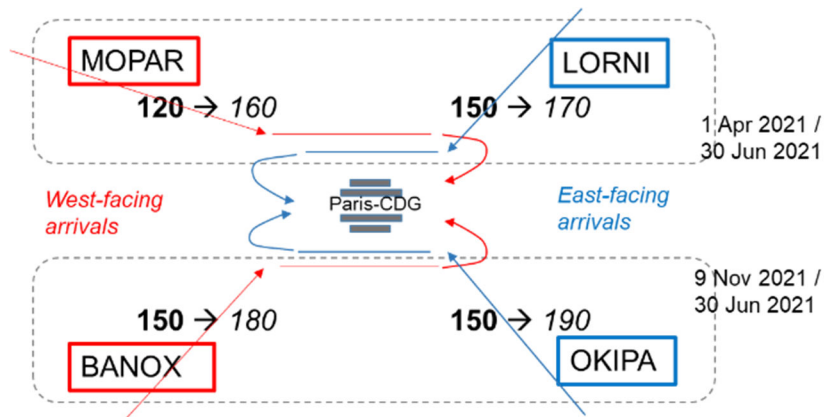 MOPAR
LORNI
120 → 160
150 → 170
1 Apr 2021 /
30 Jun 2021
West-facing
arrivals
Paris-CDG
East-facing
arrivals
9 Nov 2021 /
30 Jun 2021
150 → 180
150 → 190
BANOX
OKIPA